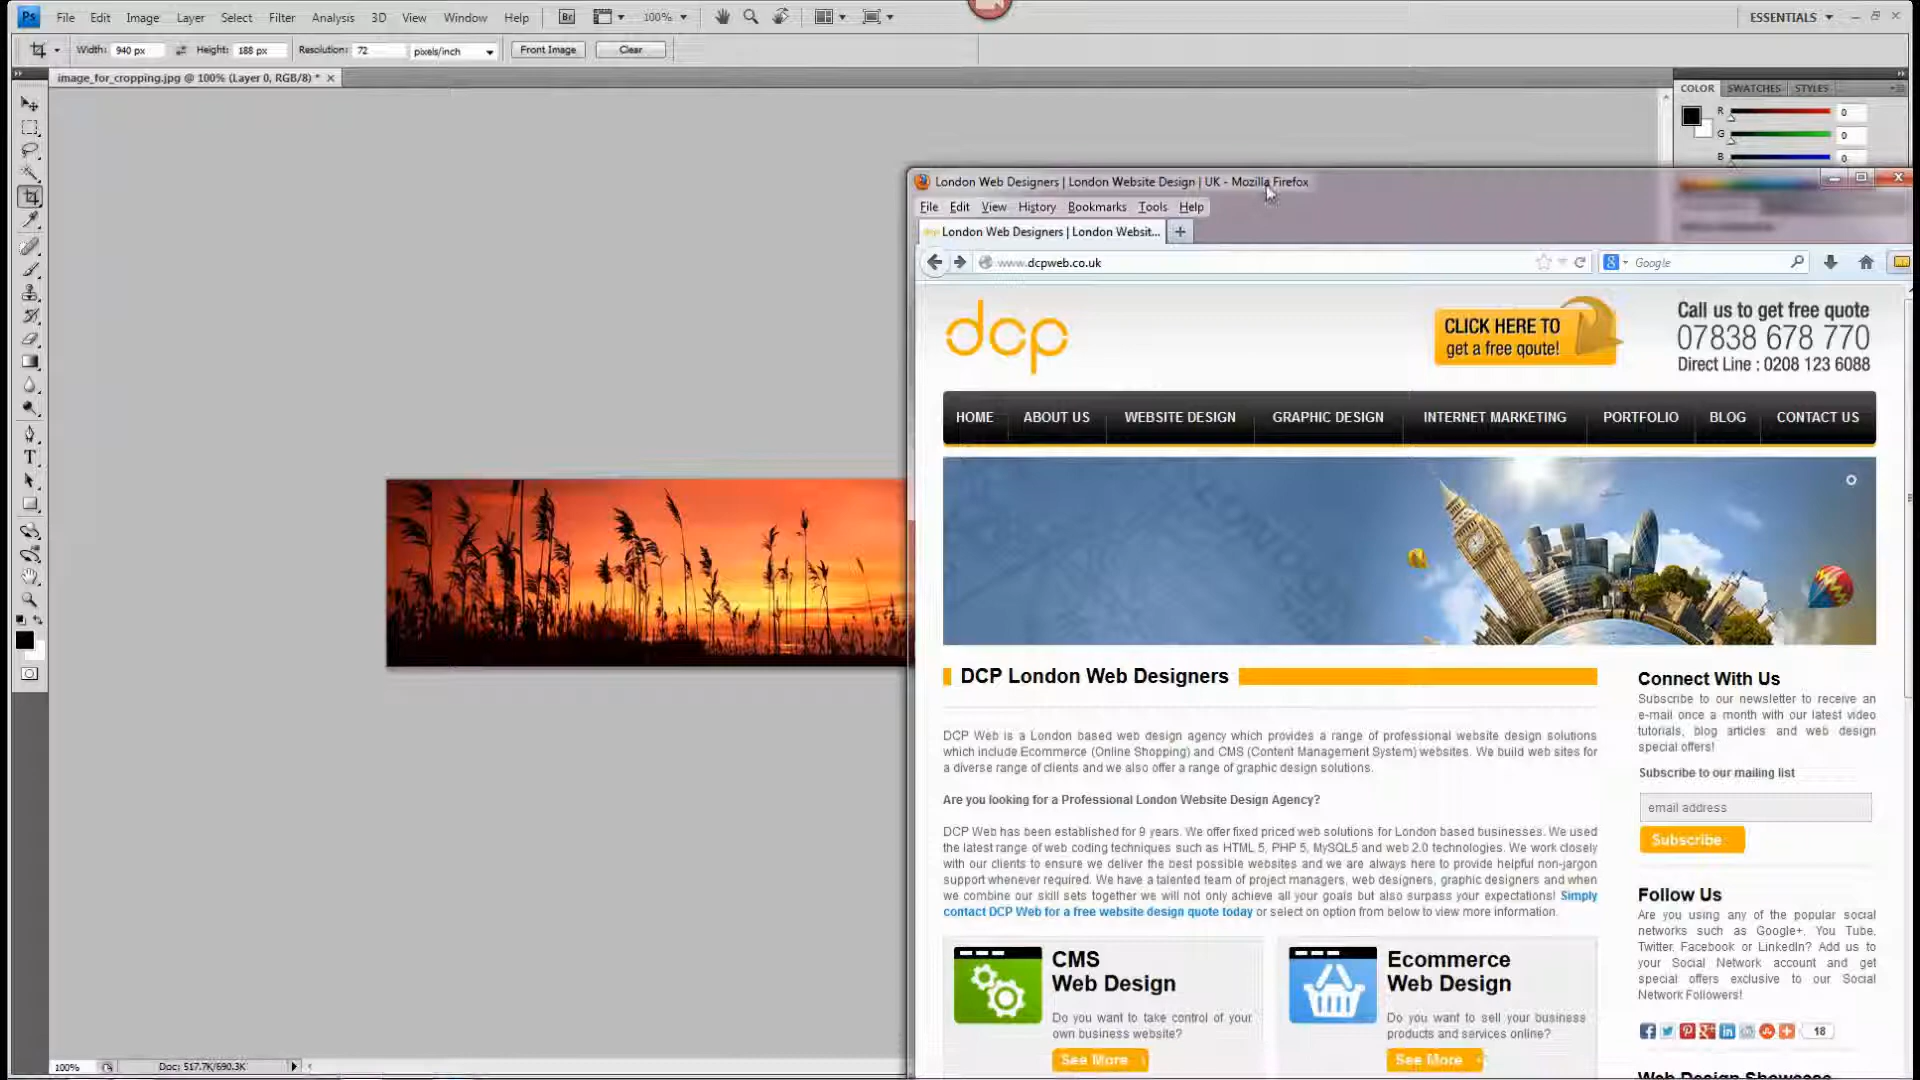 Ps File Edit Image Layer Select Filter Analysis 3D View Window Help Br 100% ESSENTIALS
Width: 940 px Height: 188 px Resolution: 72 pixels/inch Front Image Clear
image_for_cropping.jpg @ 100% (Layer 0, RGB/8) *
COLOR SWATCHES STYLES
R 0
G 0
B 0
London Web Designers | London Website Design | UK - Mozilla Firefox
File Edit View History Bookmarks Tools Help
London Web Designers | London Websit...
www.dcpweb.co.uk
Google
dcp
CLICK HERE TO
get a free qoute!
Call us to get free quote
07838 678 770
Direct Line : 0208 123 6088
HOME ABOUT US WEBSITE DESIGN GRAPHIC DESIGN INTERNET MARKETING PORTFOLIO BLOG CONTACT US
DCP London Web Designers
DCP Web is a London based web design agency which provides a range of professional website design solutions
which include Ecommerce (Online Shopping) and CMS (Content Management System) websites. We build web sites for
a diverse range of clients and we also offer a range of graphic design solutions.
Are you looking for a Professional London Website Design Agency?
DCP Web has been established for 9 years. We offer fixed priced web solutions for London based businesses. We used
the latest range of web coding techniques such as HTML 5, PHP 5, MySQL5 and web 2.0 technologies. We work closely
with our clients to ensure we deliver the best possible websites and we are always here to provide helpful non-jargon
support whenever required. We have a talented team of project managers, web designers, graphic designers and when
we combine our skill sets together we will not only achieve all your goals but also surpass your expectations! Simply
contact DCP Web for a free website design quote today or select on option from below to view more information.
CMS
Web Design
Do you want to take control of your
own business website?
See More
Ecommerce
Web Design
Do you want to sell your business
products and services online?
See More
Connect With Us
Subscribe to our newsletter to receive an
e-mail once a month with our latest video
tutorials, blog articles and web design
special offers!
Subscribe to our mailing list
email address
Subscribe
Follow Us
Are you using any of the popular social
networks such as Google+, You Tube,
Twitter, Facebook or LinkedIn? Add us to
your Social Network account and get
special offers exclusive to our Social
Network Followers!
18
Web Design Showcase
100% Doc: 517.7K/690.3K